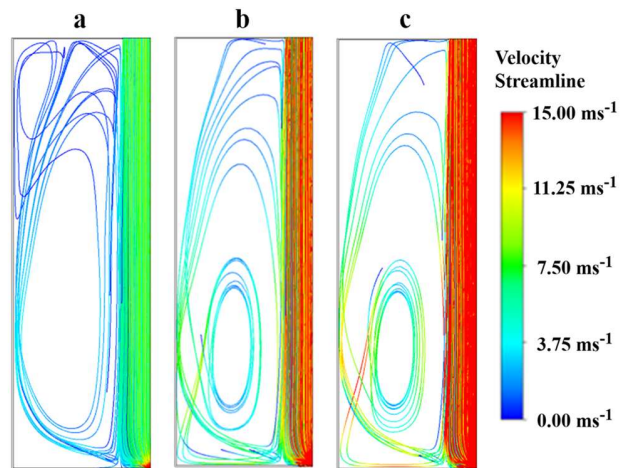 a b c
Velocity
Streamline
15.00 ms⁻¹
11.25 ms⁻¹
7.50 ms⁻¹
3.75 ms⁻¹
0.00 ms⁻¹